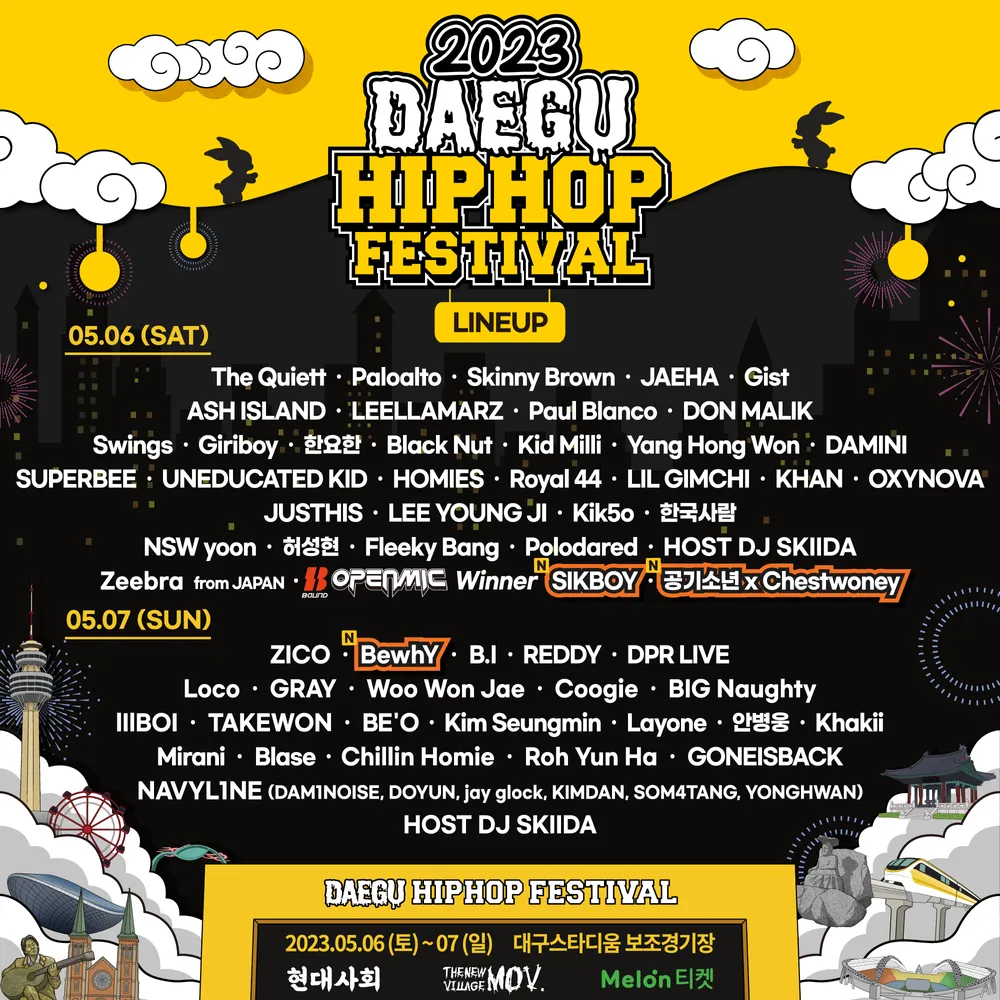 2023
DAEGU
HIPHOP
FESTIVAL
LINEUP
05.06 (SAT)
The Quiett · Paloalto · Skinny Brown · JAEHA · Gist
ASH ISLAND · LEELLAMARZ · Paul Blanco · DON MALIK
Swings · Giriboy · 한요한 · Black Nut · Kid Milli · Yang Hong Won · DAMINI
SUPERBEE · UNEDUCATED KID · HOMIES · Royal 44 · LIL GIMCHI · KHAN · OXYNOVA
JUSTHIS · LEE YOUNG JI · Kik5o · 한국사람
NSW yoon · 허성현 · Fleeky Bang · Polodared · HOST DJ SKIIDA
Zeebra from JAPAN · B BOUND OPENMIC Winner N SIKBOY · N 공기소년 x Chestwoney
05.07 (SUN)
ZICO · N BewhY · B.I · REDDY · DPR LIVE
Loco · GRAY · Woo Won Jae · Coogie · BIG Naughty
IIIBOI · TAKEWON · BE'O · Kim Seungmin · Layone · 안병웅 · Khakii
Mirani · Blase · Chillin Homie · Roh Yun Ha · GONEISBACK
NAVYL1NE (DAM1NOISE, DOYUN, jay glock, KIMDAN, SOM4TANG, YONGHWAN)
HOST DJ SKIIDA
DAEGU HIPHOP FESTIVAL
2023.05.06 (토) ~ 07 (일) 대구스타디움 보조경기장
현대사회 THE NEW VILLAGE MOV. Melon 티켓